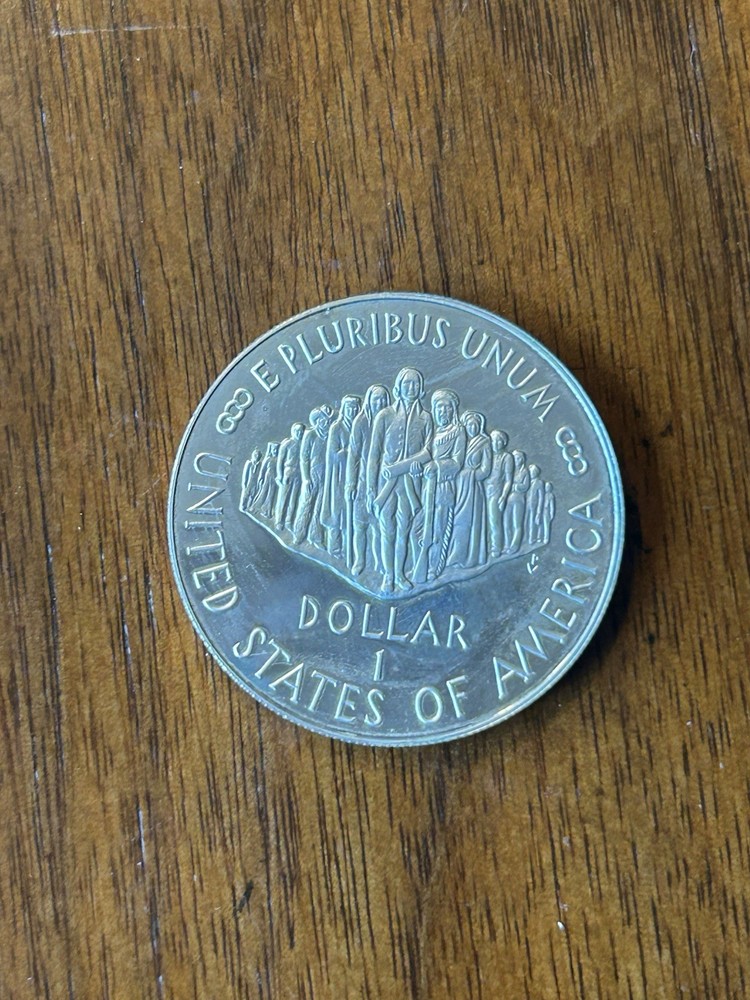 E PLURIBUS UNUM
DOLLAR
1
UNITED STATES OF AMERICA